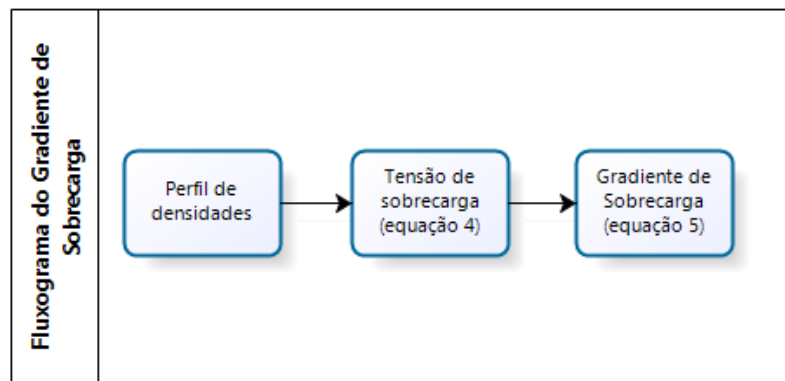 Fluxograma do Gradiente de
Sobrecarga
Perfil de
densidades
Tensão de
sobrecarga
(equação 4)
Gradiente de
Sobrecarga
(equação 5)